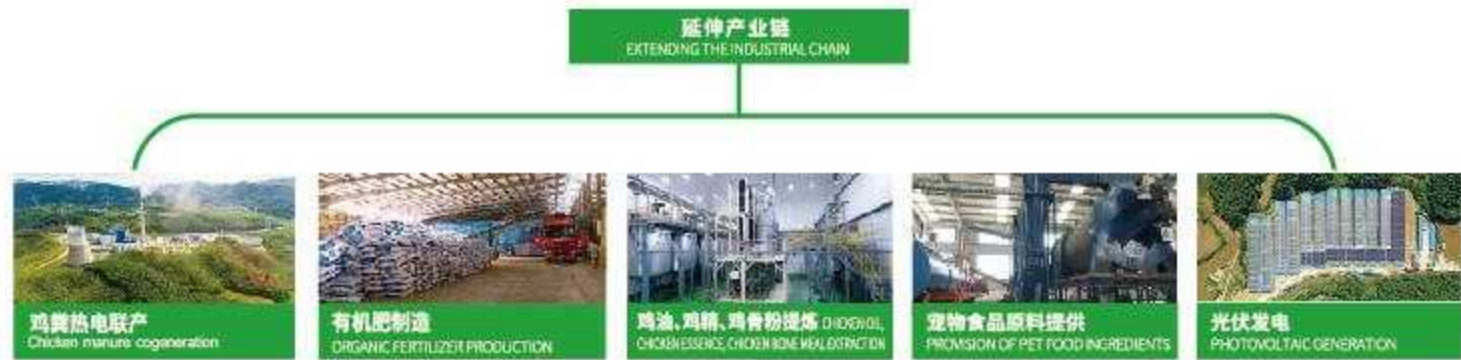 延伸产业链
EXTENDING THE INDUSTRIAL CHAIN
鸡粪热电联产
Chicken manure cogeneration
有机肥制造
ORGANIC FERTILIZER PRODUCTION
鸡油、鸡精、鸡骨粉提炼 CHICKEN OIL,
CHICKEN ESSENCE, CHICKEN BONE MEAL EXTRACTION
宠物食品原料提供
PROVISION OF PET FOOD INGREDIENTS
光伏发电
PHOTOVOLTAIC GENERATION